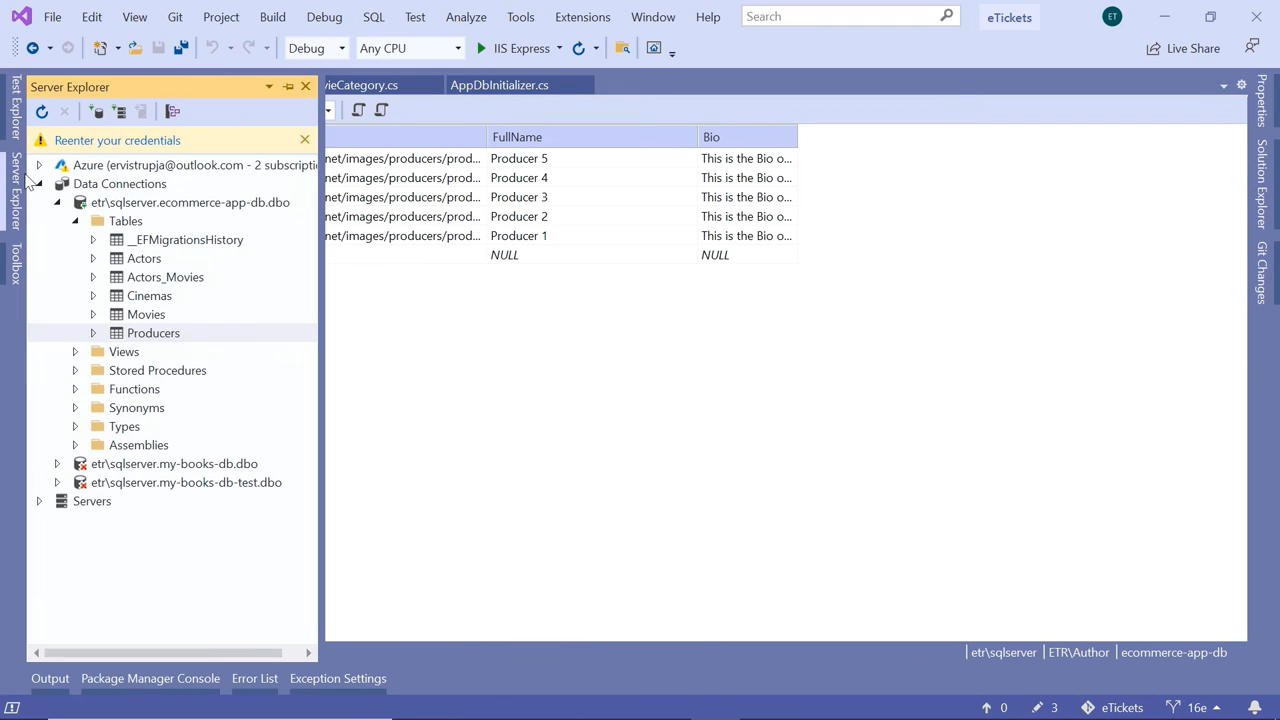 File Edit View Git Project Build Debug SQL Test Analyze Tools Extensions Window Help Search eTickets ET
Debug Any CPU IIS Express Live Share
Server Explorer
vieCategory.cs AppDbInitializer.cs
Test Explorer
Server Explorer
Toolbox
Reenter your credentials
Azure (ervistrupja@outlook.com - 2 subscripti
Data Connections
etr\sqlserver.ecommerce-app-db.dbo
Tables
__EFMigrationsHistory
Actors
Actors_Movies
Cinemas
Movies
Producers
Views
Stored Procedures
Functions
Synonyms
Types
Assemblies
etr\sqlserver.my-books-db.dbo
etr\sqlserver.my-books-db-test.dbo
Servers
FullName Bio
net/images/producers/prod... Producer 5 This is the Bio o...
net/images/producers/prod... Producer 4 This is the Bio o...
net/images/producers/prod... Producer 3 This is the Bio o...
net/images/producers/prod... Producer 2 This is the Bio o...
net/images/producers/prod... Producer 1 This is the Bio o...
NULL NULL
Properties
Solution Explorer
Git Changes
etr\sqlserver ETR\Author ecommerce-app-db
Output Package Manager Console Error List Exception Settings
0 3 eTickets 16e